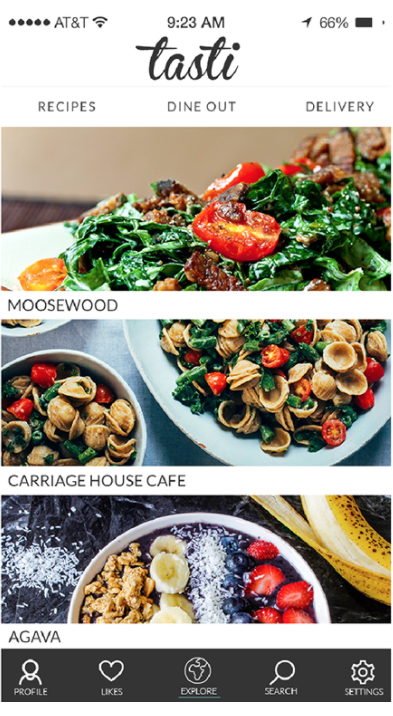 AT&T 9:23 AM 66%
tasti
RECIPES DINE OUT DELIVERY
MOOSEWOOD
CARRIAGE HOUSE CAFE
AGAVA
PROFILE LIKES EXPLORE SEARCH SETTINGS